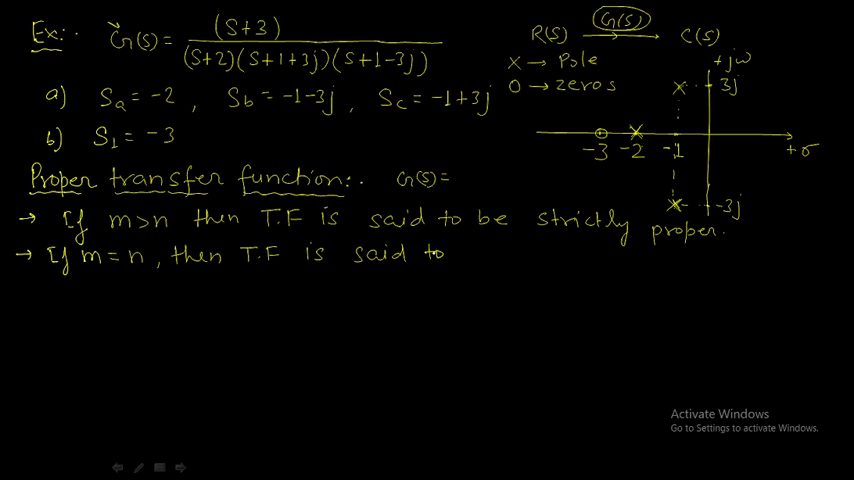 Ex:. G(s) = (S+3)
(S+2)(S+1+3j)(S+1-3j)
a) Sa = -2 , Sb = -1-3j , Sc = -1+3j
b) S1 = -3
Proper transfer function:. G(s) =
→ If m>n then T.F is said to be strictly proper.
→ If m = n , then T.F is said to
G(s)
R(S) → C(S)
× → Pole
O → zeros
+jω
3j
-3 -2 -1 +σ
-3j
Activate Windows
Go to Settings to activate Windows.